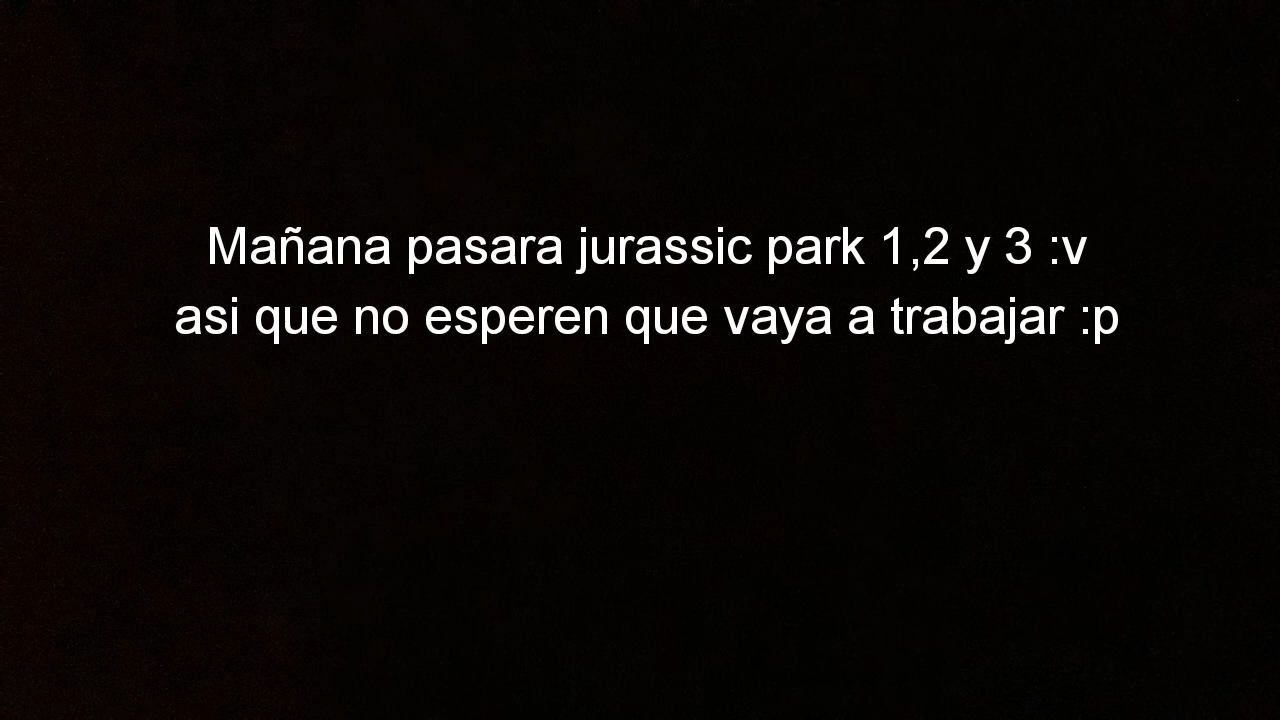 Mañana pasara jurassic park 1,2 y 3 :v
asi que no esperen que vaya a trabajar :p